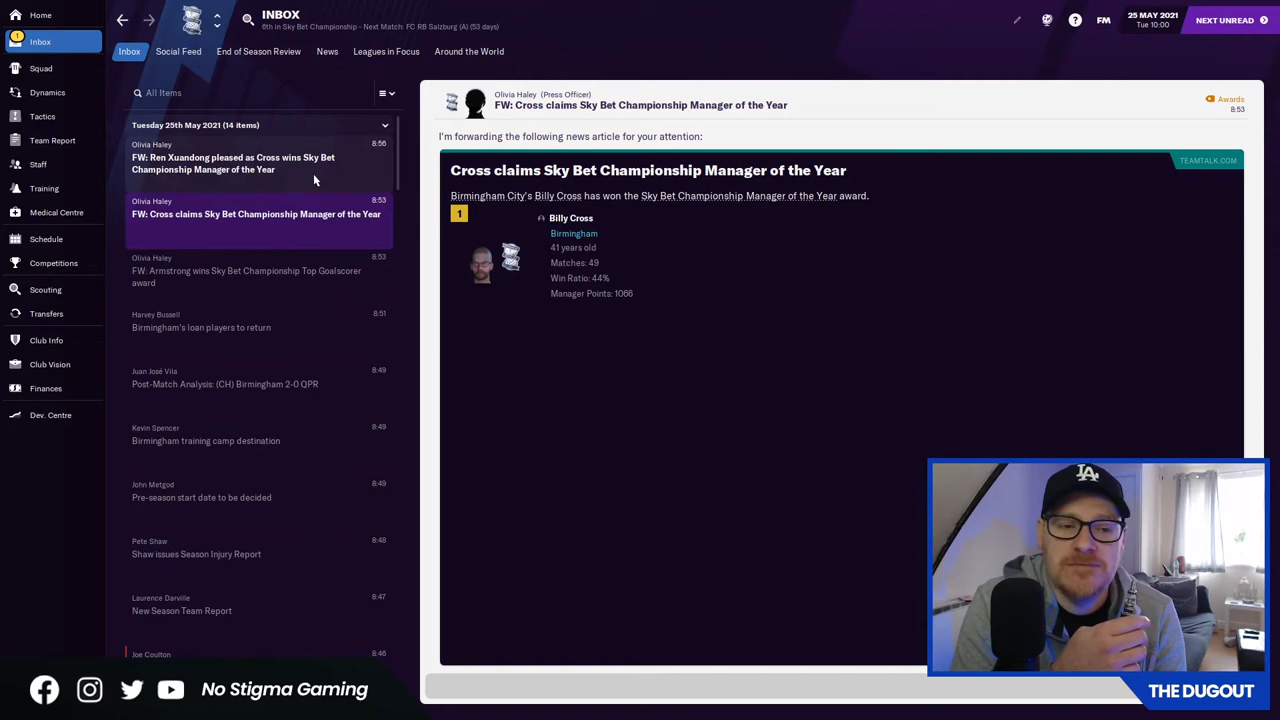 Home
1
Inbox
Squad
Dynamics
Tactics
Team Report
Staff
Training
Medical Centre
Schedule
Competitions
Scouting
Transfers
Club Info
Club Vision
Finances
Dev. Centre
INBOX
6th in Sky Bet Championship - Next Match: FC RB Salzburg (A) (53 days)
?
FM
25 MAY 2021
Tue 10:00
NEXT UNREAD
Inbox
Social Feed
End of Season Review
News
Leagues in Focus
Around the World
All Items
Tuesday 25th May 2021 (14 items)
Olivia Haley
8:56
FW: Ren Xuandong pleased as Cross wins Sky Bet
Championship Manager of the Year
Olivia Haley
8:53
FW: Cross claims Sky Bet Championship Manager of the Year
Olivia Haley
8:53
FW: Armstrong wins Sky Bet Championship Top Goalscorer
award
Harvey Bussell
8:51
Birmingham's loan players to return
Juan José Vila
8:49
Post-Match Analysis: (CH) Birmingham 2-0 QPR
Kevin Spencer
8:49
Birmingham training camp destination
John Metgod
8:49
Pre-season start date to be decided
Pete Shaw
8:48
Shaw issues Season Injury Report
Laurence Darville
8:47
New Season Team Report
Joe Coulton
8:46
Olivia Haley (Press Officer)
FW: Cross claims Sky Bet Championship Manager of the Year
Awards
8:53
I'm forwarding the following news article for your attention:
TEAMTALK.COM
Cross claims Sky Bet Championship Manager of the Year
Birmingham City's Billy Cross has won the Sky Bet Championship Manager of the Year award.
1
Billy Cross
Birmingham
41 years old
Matches: 49
Win Ratio: 44%
Manager Points: 1066
LA
No Stigma Gaming
THE DUGOUT